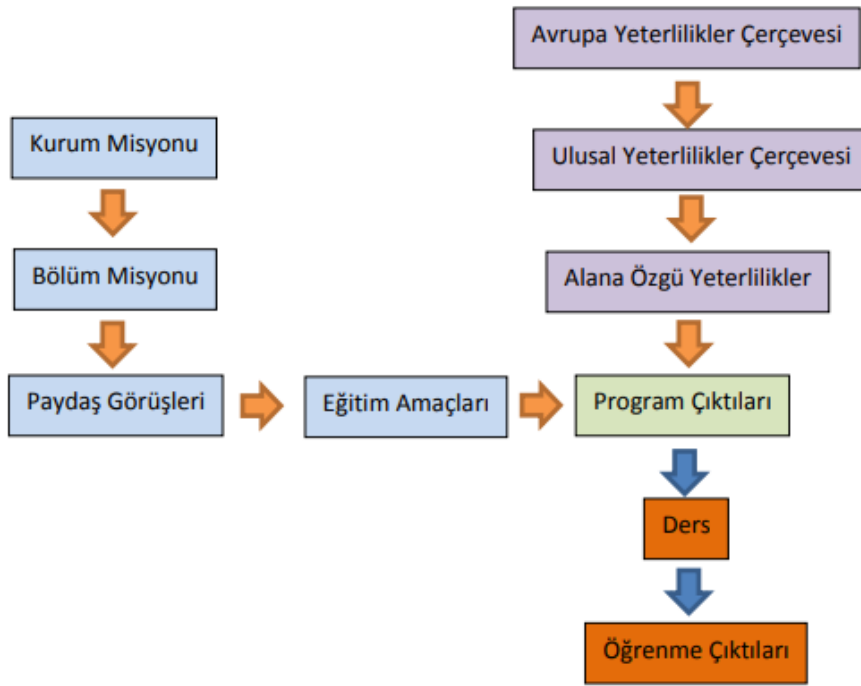 Avrupa Yeterlilikler Çerçevesi
Kurum Misyonu
Ulusal Yeterlilikler Çerçevesi
Bölüm Misyonu
Alana Özgü Yeterlilikler
Paydaş Görüşleri
Eğitim Amaçları
Program Çıktıları
Ders
Öğrenme Çıktıları